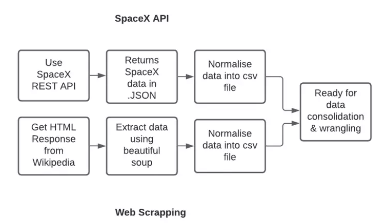 SpaceX API
Use
SpaceX
REST API
Returns
SpaceX
data in
.JSON
Normalise
data into csv
file
Ready for
data
consolidation
& wrangling
Get HTML
Response
from
Wikipedia
Extract data
using
beautiful
soup
Normalise
data into csv
file
Web Scrapping